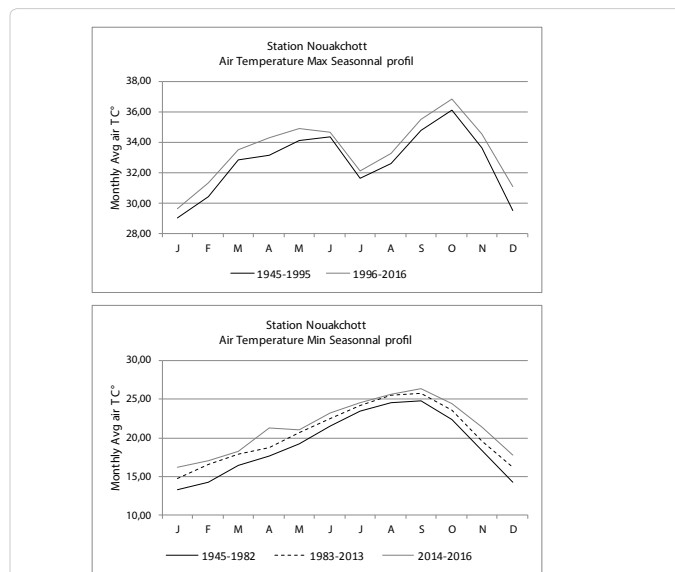 Station Nouakchott
Air Temperature Max Seasonnal profil
Monthly Avg air T C°
38,00
36,00
34,00
32,00
30,00
28,00
J F M A M J J A S O N D
1945-1995 1996-2016
Station Nouakchott
Air Temperature Min Seasonnal profil
Monthly Avg air T C°
30,00
25,00
20,00
15,00
10,00
J F M A M J J A S O N D
1945-1982 1983-2013 2014-2016